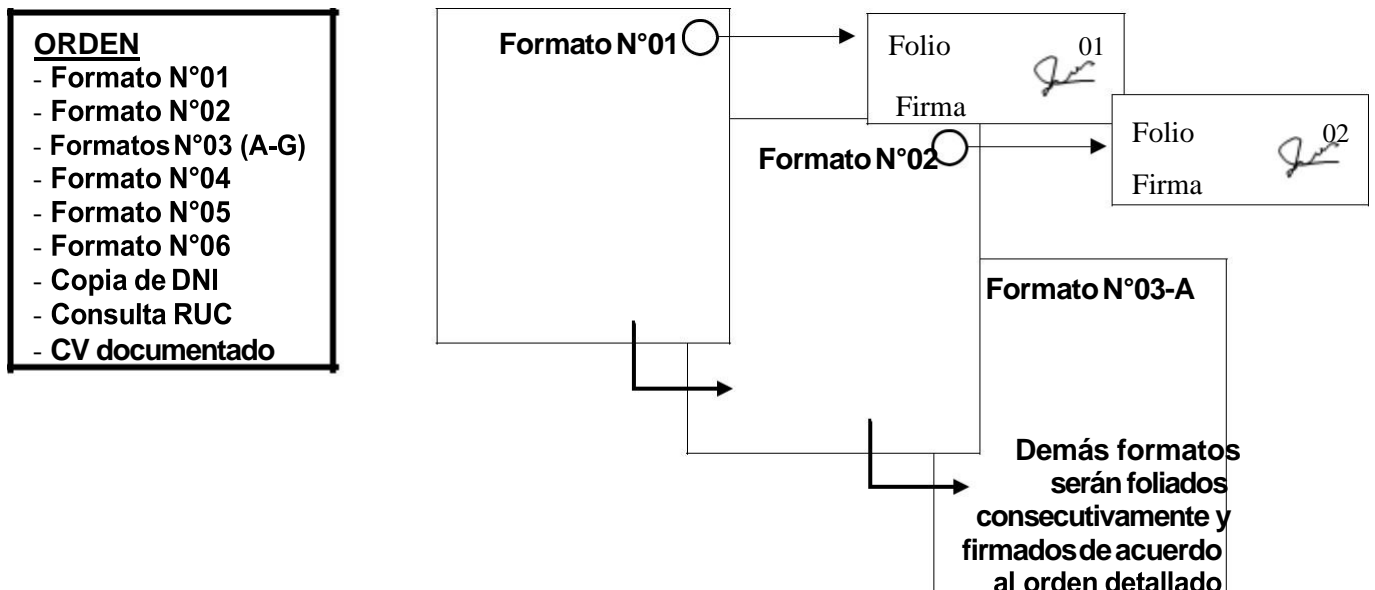 ORDEN
- Formato N°01
- Formato N°02
- Formatos N°03 (A-G)
- Formato N°04
- Formato N°05
- Formato N°06
- Copia de DNI
- Consulta RUC
- CV documentado
Formato N°01
Folio 01
Firma
Formato N°02
Folio 02
Firma
Formato N°03-A
Demás formatos
serán foliados
consecutivamente y
firmados de acuerdo
al orden detallado